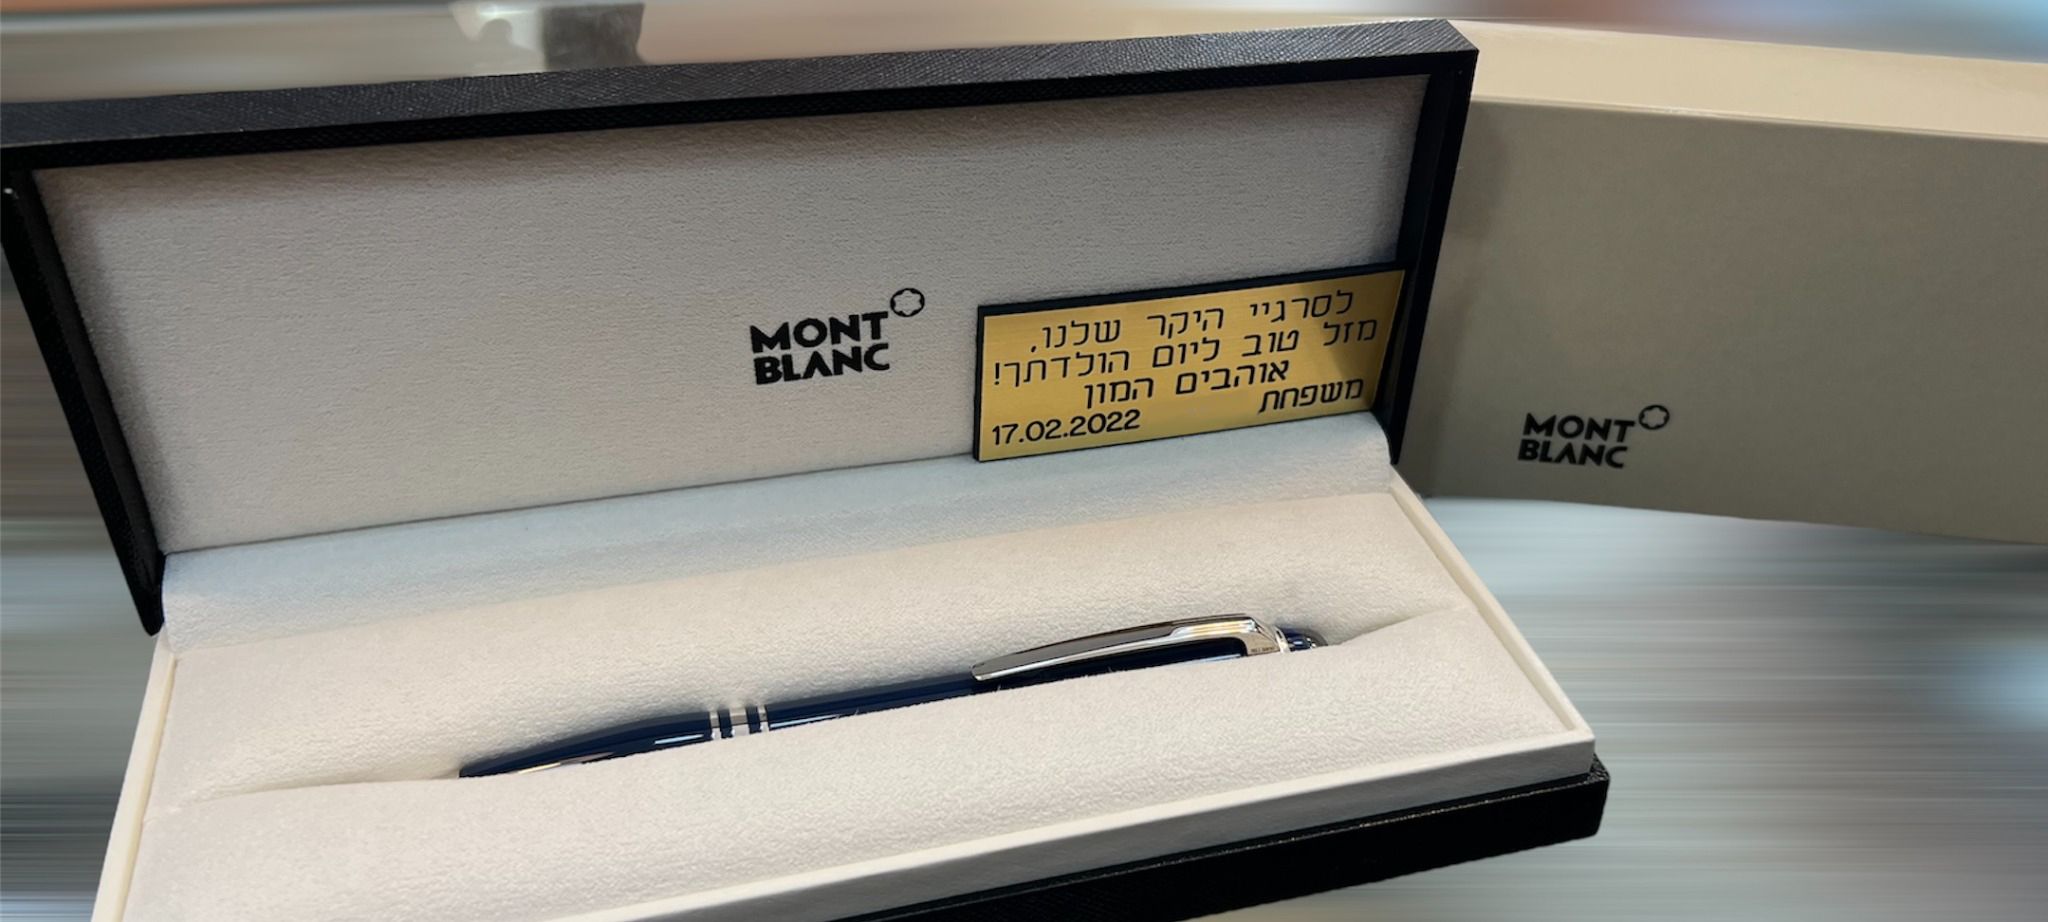 MONT
BLANC
לסרגיי היקר שלנו,
מזל טוב ליום הולדתך!
אוהבים המון
משפחת
17.02.2022
MONT
BLANC